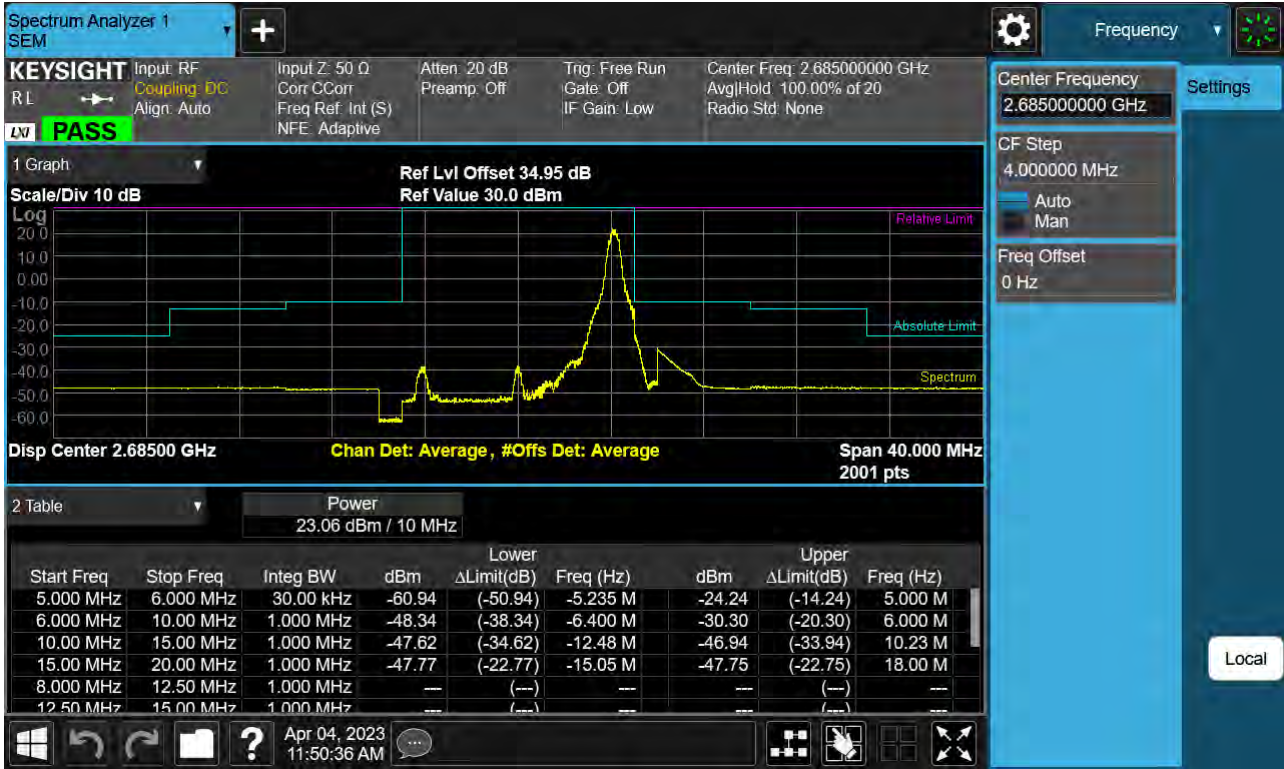 Spectrum Analyzer 1
SEM
+
Frequency
KEYSIGHT
Input: RF
Coupling: DC
Align: Auto
Input Z: 50 Ω
Corr CCorr
Freq Ref: Int (S)
NFE: Adaptive
Atten: 20 dB
Preamp: Off
Trig: Free Run
Gate: Off
IF Gain: Low
Center Freq: 2.685000000 GHz
Avg|Hold: 100.00% of 20
Radio Std: None
R L
LXI
PASS
Center Frequency
2.685000000 GHz
Settings
CF Step
4.000000 MHz
Auto
Man
Freq Offset
0 Hz
Local
1 Graph
Ref Lvl Offset 34.95 dB
Scale/Div 10 dB
Ref Value 30.0 dBm
Log
20.0
10.0
0.00
-10.0
-20.0
-30.0
-40.0
-50.0
-60.0
Relative Limit
Absolute Limit
Spectrum
Disp Center 2.68500 GHz
Chan Det: Average , #Offs Det: Average
Span 40.000 MHz
2001 pts
2 Table
Power
23.06 dBm / 10 MHz
Lower Upper
Start Freq Stop Freq Integ BW dBm ΔLimit(dB) Freq (Hz) dBm ΔLimit(dB) Freq (Hz)
5.000 MHz 6.000 MHz 30.00 kHz -60.94 (-50.94) -5.235 M -24.24 (-14.24) 5.000 M
6.000 MHz 10.00 MHz 1.000 MHz -48.34 (-38.34) -6.400 M -30.30 (-20.30) 6.000 M
10.00 MHz 15.00 MHz 1.000 MHz -47.62 (-34.62) -12.48 M -46.94 (-33.94) 10.23 M
15.00 MHz 20.00 MHz 1.000 MHz -47.77 (-22.77) -15.05 M -47.75 (-22.75) 18.00 M
8.000 MHz 12.50 MHz 1.000 MHz --- (---) --- --- (---) ---
12.50 MHz 15.00 MHz 1.000 MHz --- (---) --- --- (---) ---
?
Apr 04, 2023
11:50:36 AM